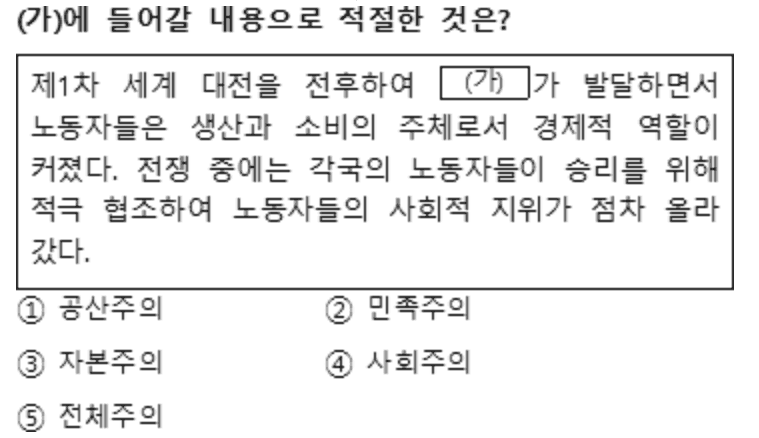 (가)에 들어갈 내용으로 적절한 것은?
제1차 세계 대전을 전후하여 (가) 가 발달하면서
노동자들은 생산과 소비의 주체로서 경제적 역할이
커졌다. 전쟁 중에는 각국의 노동자들이 승리를 위해
적극 협조하여 노동자들의 사회적 지위가 점차 올라
갔다.
① 공산주의 ② 민족주의
③ 자본주의 ④ 사회주의
⑤ 전체주의